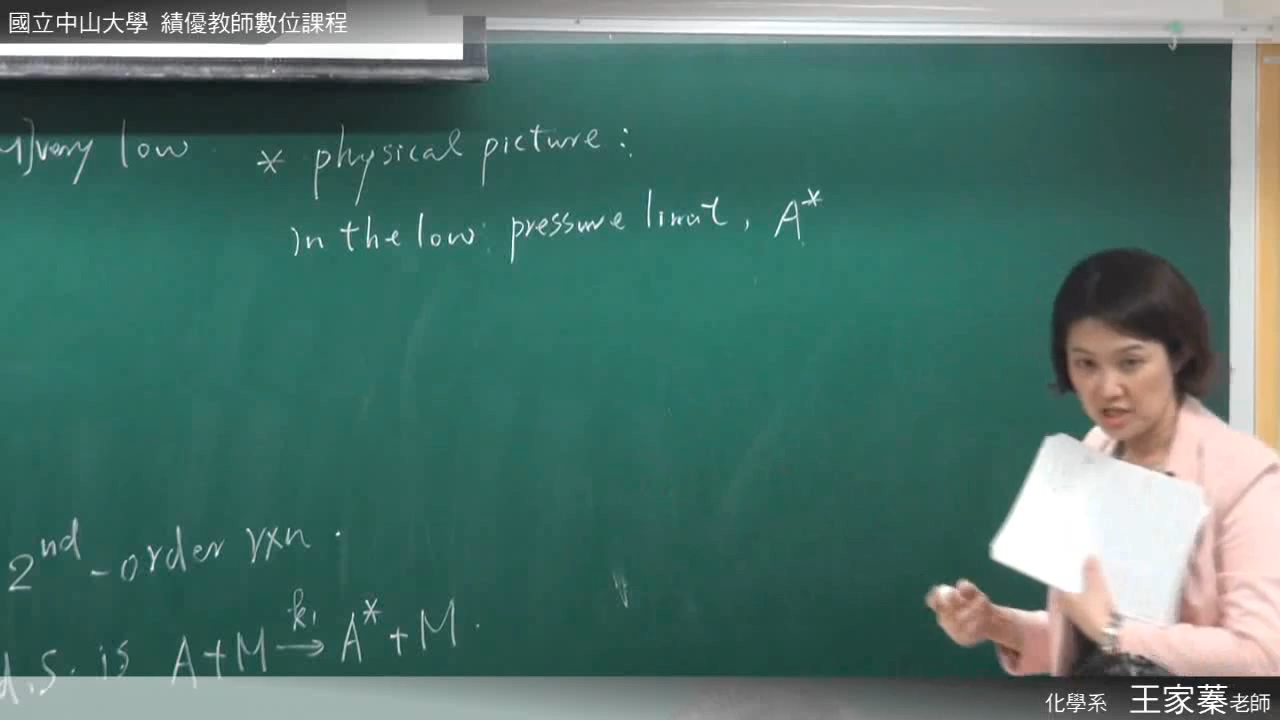 國立中山大學 績優教師數位課程
M] very low
* physical picture :
in the low pressure limit, A*
2nd-order rxn.
d.s. is A+M k1→ A*+M.
化學系 王家蓁老師